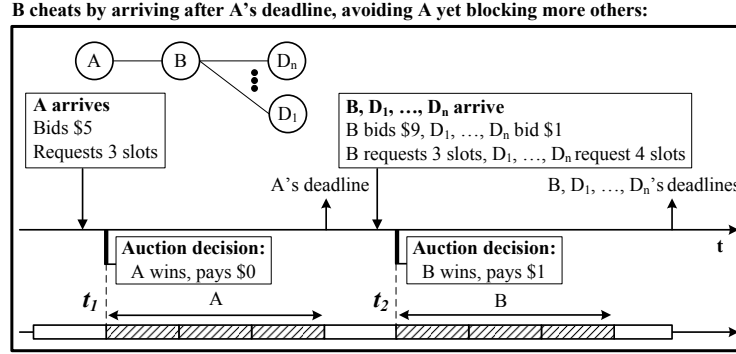 B cheats by arriving after A's deadline, avoiding A yet blocking more others:
A
B
Dn
D1
A arrives
Bids $5
Requests 3 slots
B, D1, …, Dn arrive
B bids $9, D1, …, Dn bid $1
B requests 3 slots, D1, …, Dn request 4 slots
A's deadline
B, D1, …, Dn's deadlines
t
Auction decision:
A wins, pays $0
Auction decision:
B wins, pays $1
t1
A
t2
B